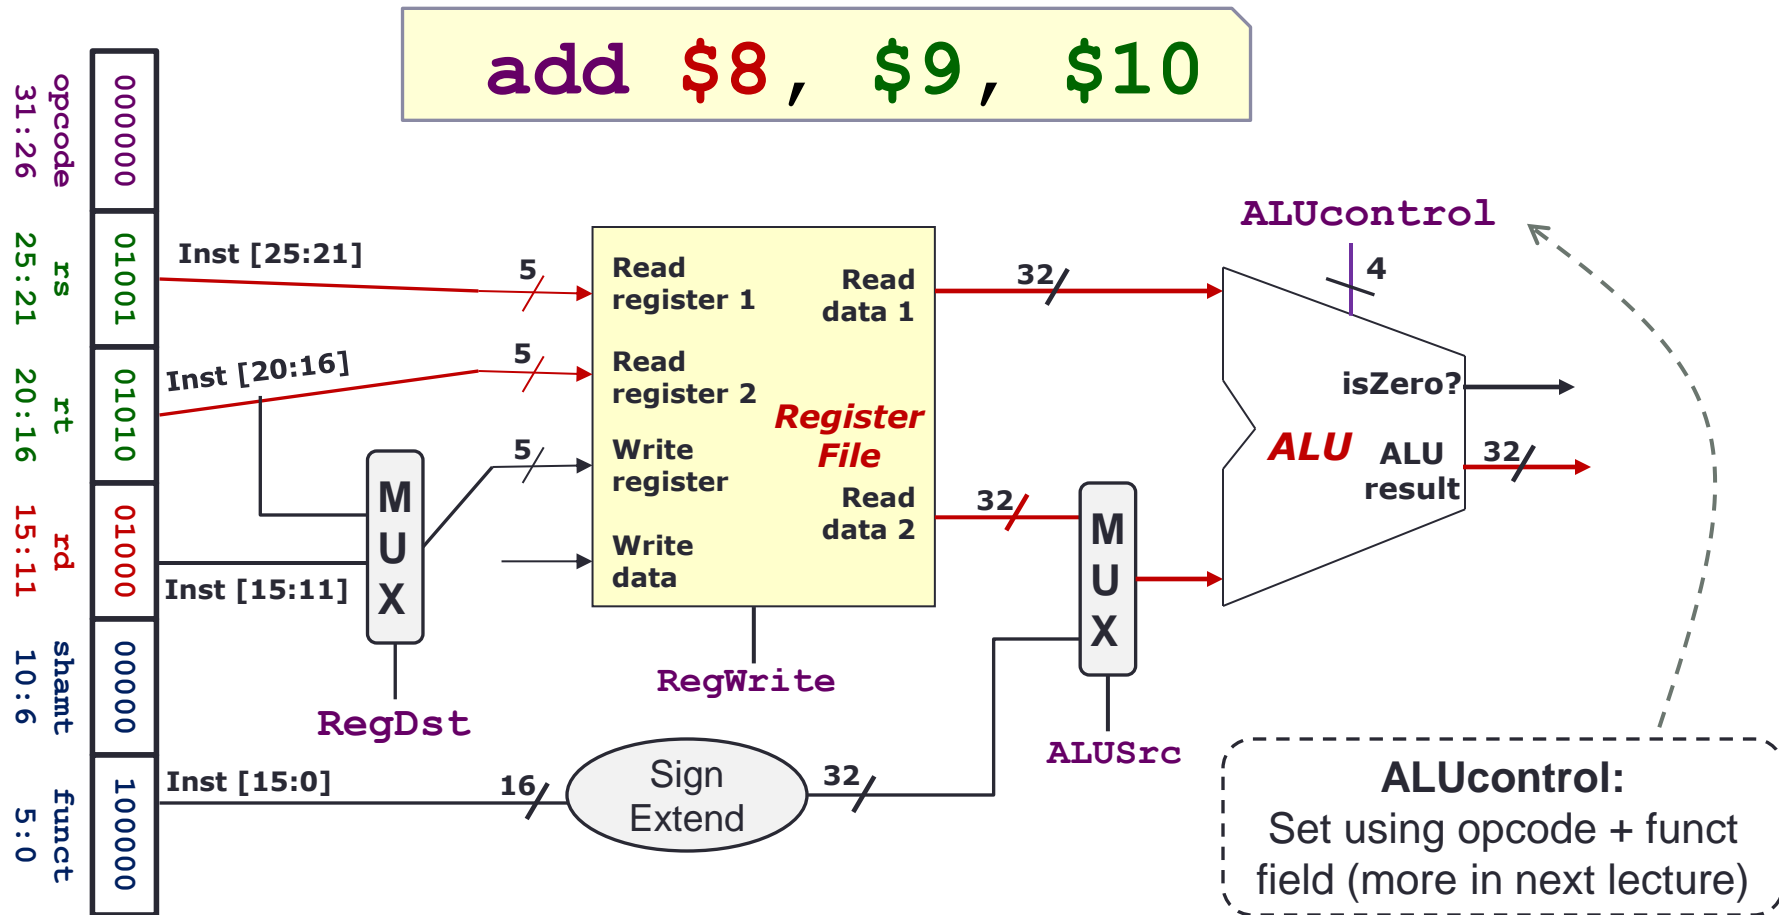 add $8, $9, $10
opcode
31:26
000000
rs
25:21
01001
rt
20:16
01010
rd
15:11
01000
shamt
10:6
00000
funct
5:0
100000
Inst [25:21]
5
Inst [20:16]
5
5
Inst [15:11]
M
U
X
RegDst
Inst [15:0]
16
Sign
Extend
32
Read
register 1
Read
register 2
Write
register
Write
data
Read
data 1
Register
File
Read
data 2
RegWrite
32
32
M
U
X
ALUSrc
ALUcontrol
4
isZero?
ALU
ALU
result
32
ALUcontrol:
Set using opcode + funct
field (more in next lecture)